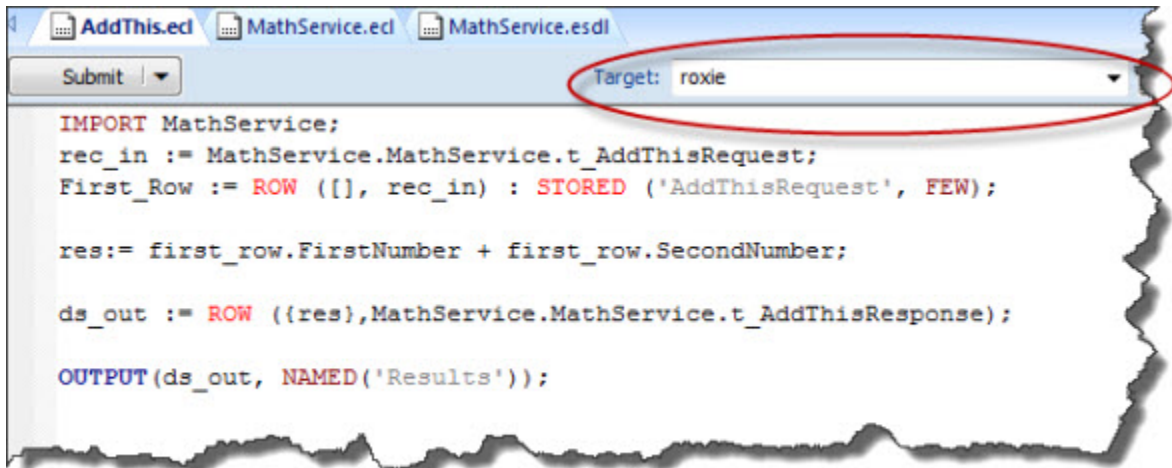 AddThis.ecl MathService.ecl MathService.esdl
Submit Target: roxie
IMPORT MathService;
rec_in := MathService.MathService.t_AddThisRequest;
First_Row := ROW ([], rec_in) : STORED ('AddThisRequest', FEW);
res:= first_row.FirstNumber + first_row.SecondNumber;
ds_out := ROW ({res},MathService.MathService.t_AddThisResponse);
OUTPUT(ds_out, NAMED('Results'));